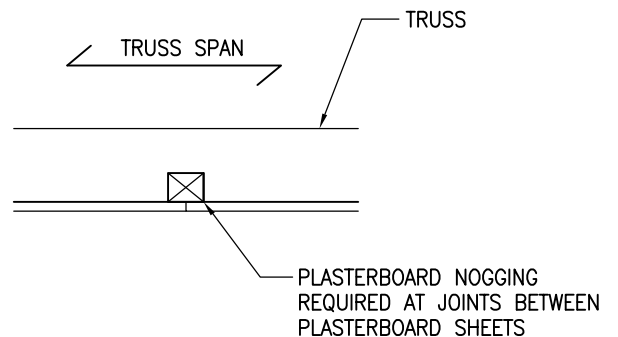 TRUSS
TRUSS SPAN
PLASTERBOARD NOGGING
REQUIRED AT JOINTS BETWEEN
PLASTERBOARD SHEETS